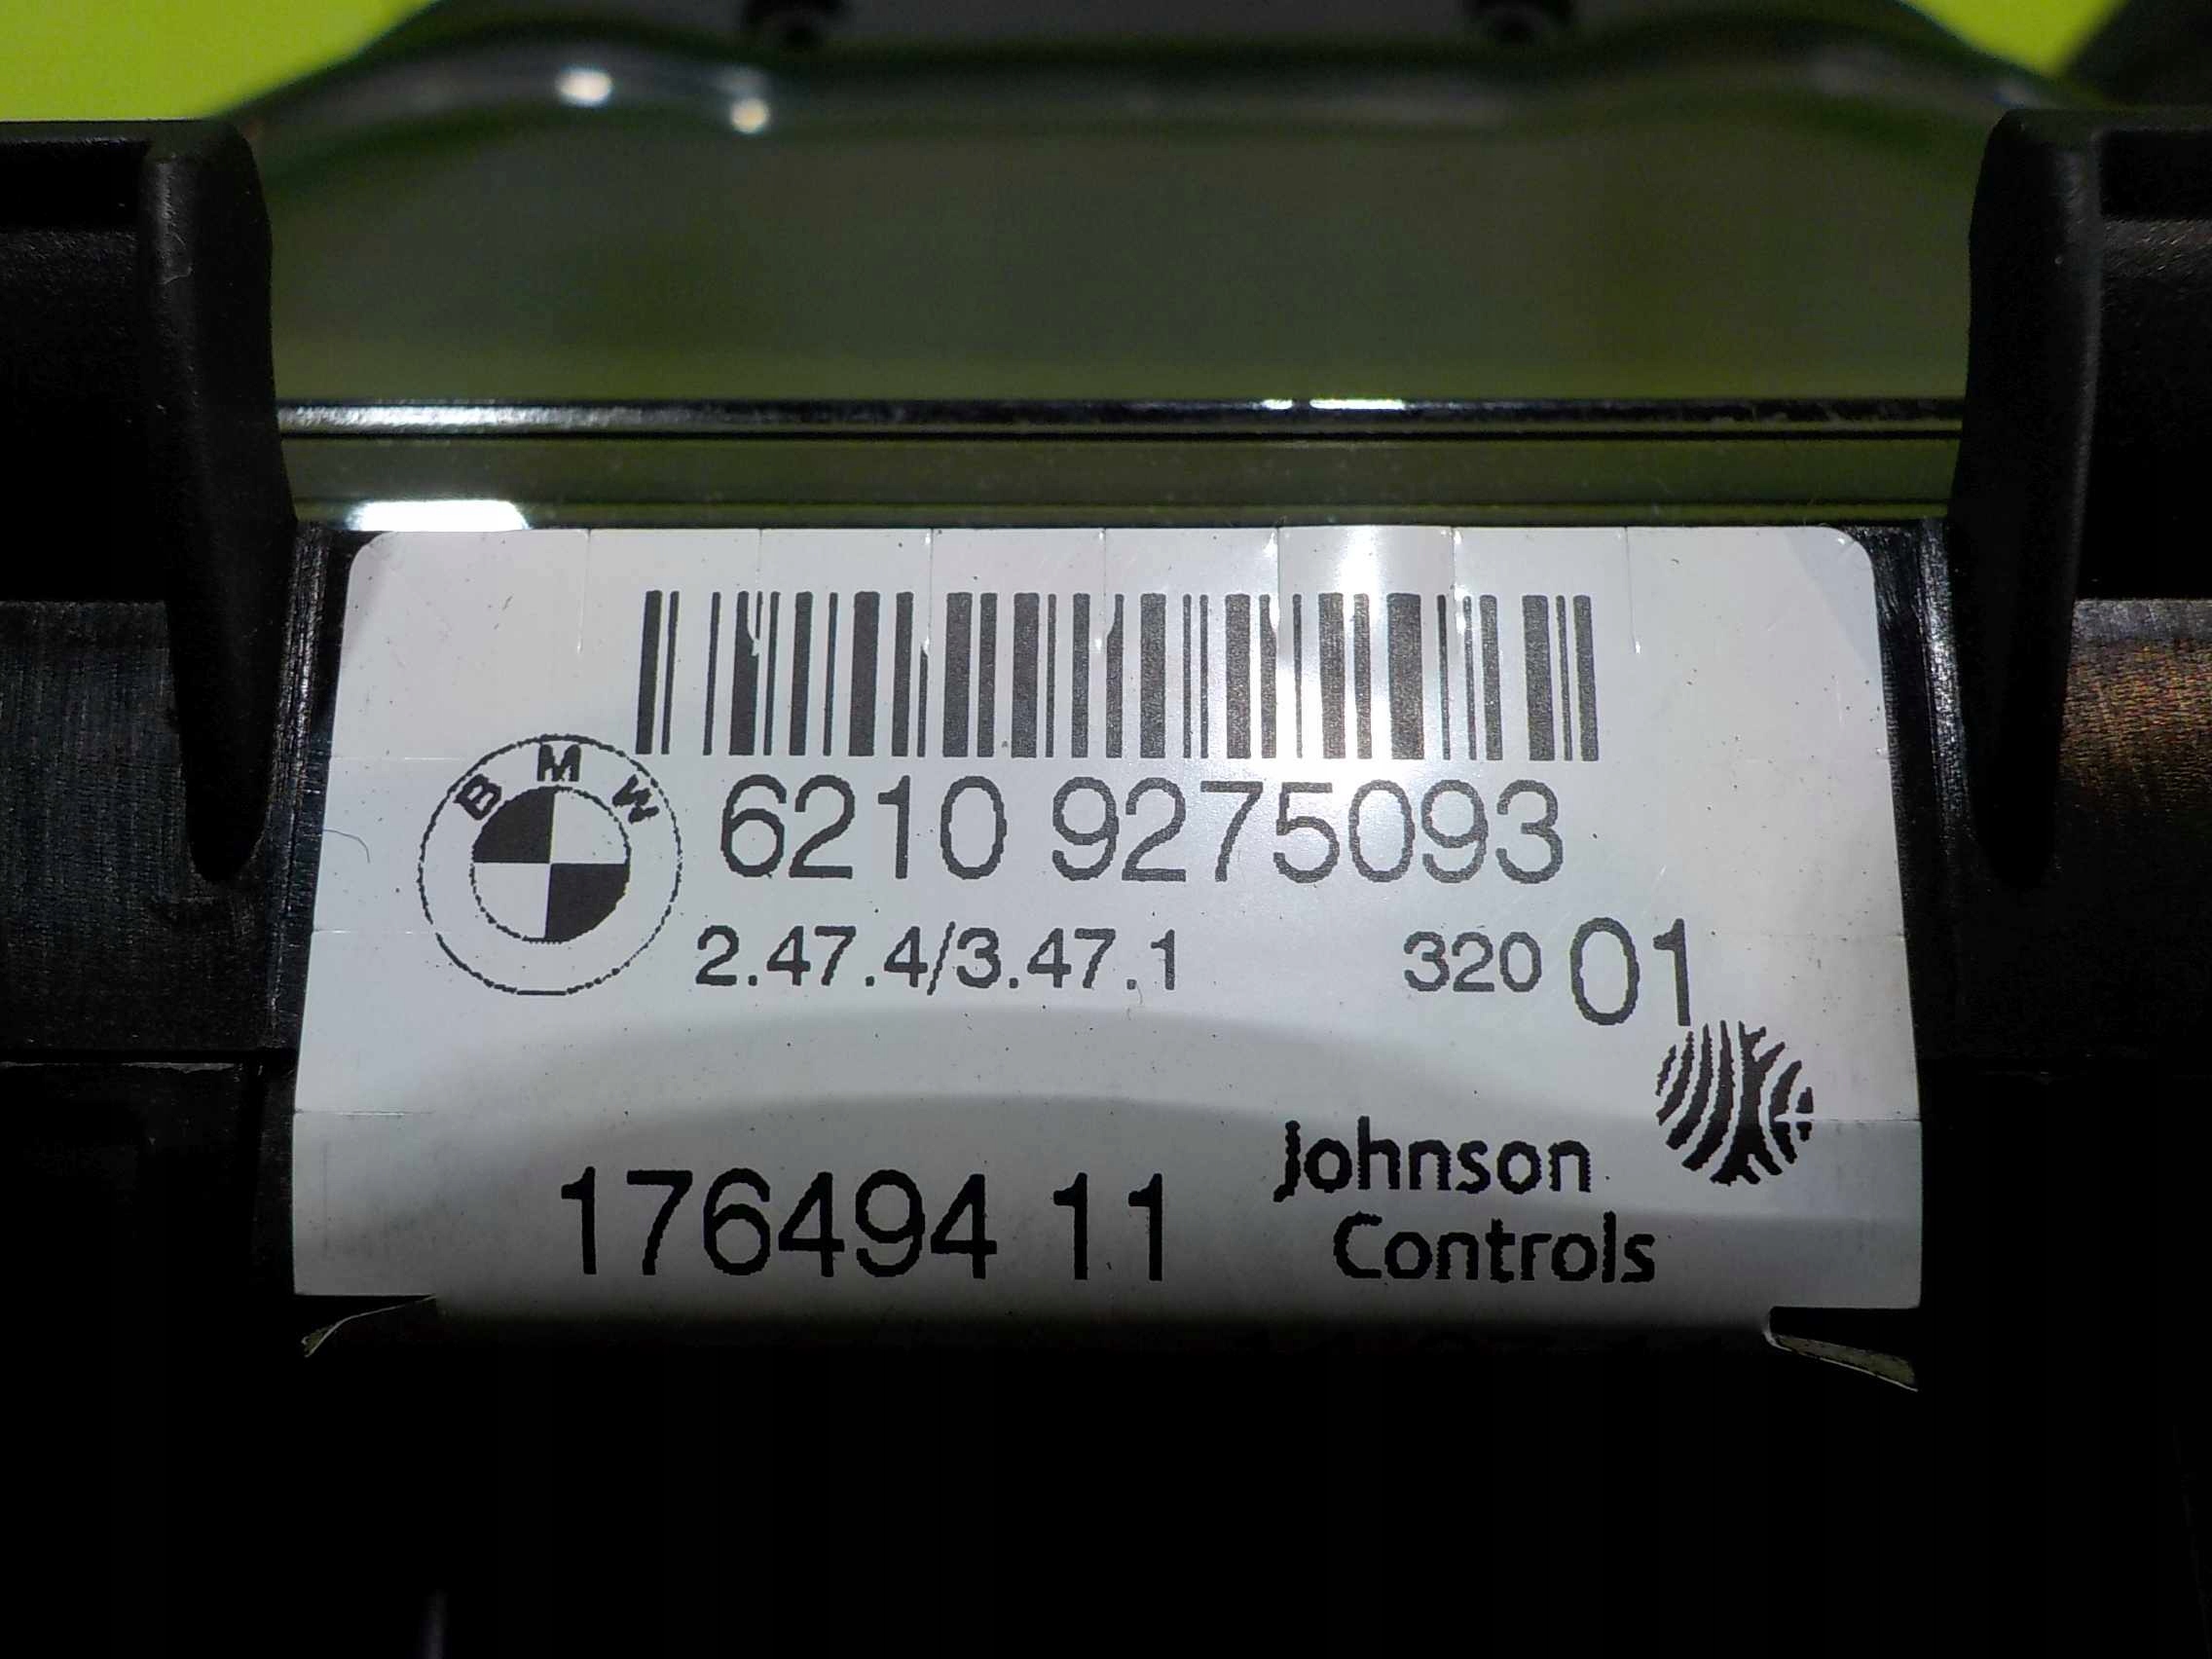 BMW
6210 9275093
2.47.4/3.47.1 320 01
176494 11
Johnson
Controls